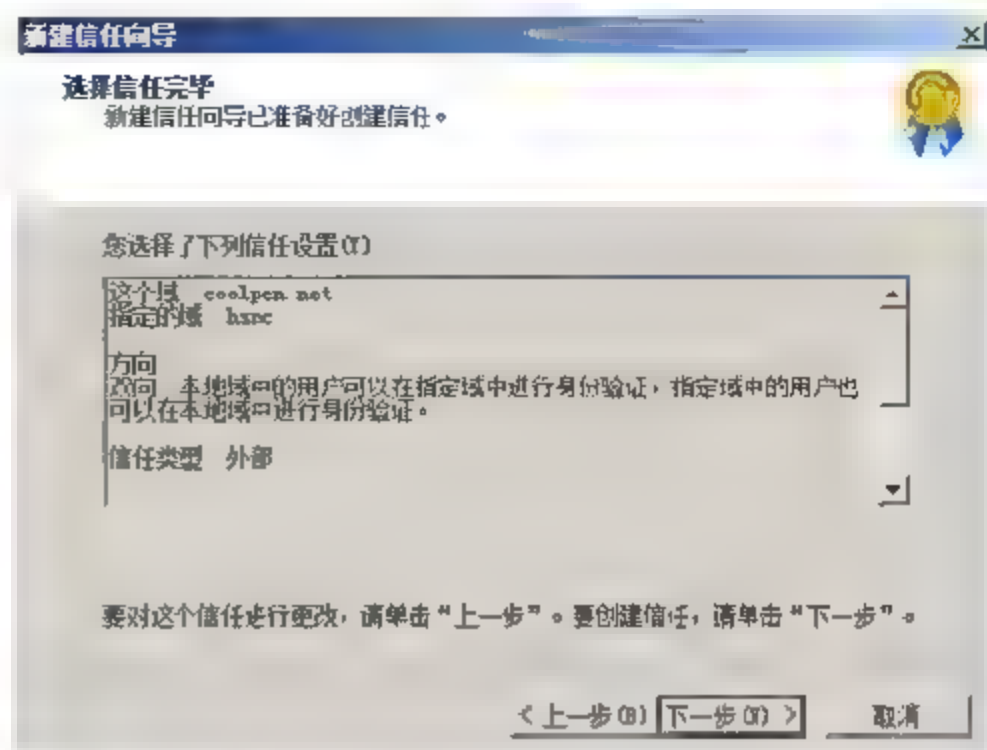 新建信任向导
选择信任完毕
新建信任向导已准备好创建信任。
您选择了下列信任设置(T)
这个域 coolpen net
指定的域
方向
双向 本地域中的用户可以在指定域中进行身份验证，指定域中的用户也
可以在本地域中进行身份验证。
信任类型 外部
要对这个信任进行更改，请单击“上一步”。要创建信任，请单击“下一步”。
< 上一步(B) 下一步(N) > 取消